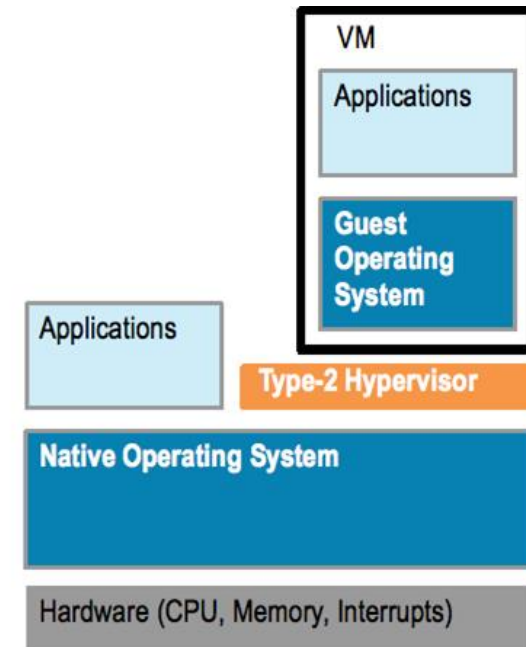 VM
Applications
Guest
Operating
System
Applications
Type-2 Hypervisor
Native Operating System
Hardware (CPU, Memory, Interrupts)